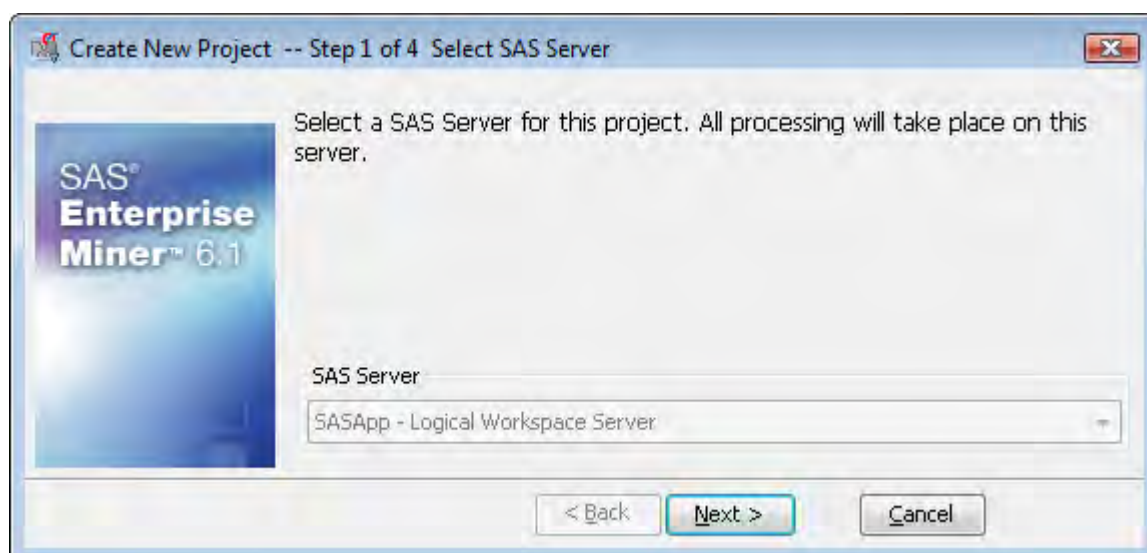 Create New Project -- Step 1 of 4 Select SAS Server
Select a SAS Server for this project. All processing will take place on this
server.
SAS®
Enterprise
Miner™ 6.1
SAS Server
SASApp - Logical Workspace Server
< Back
Next >
Cancel